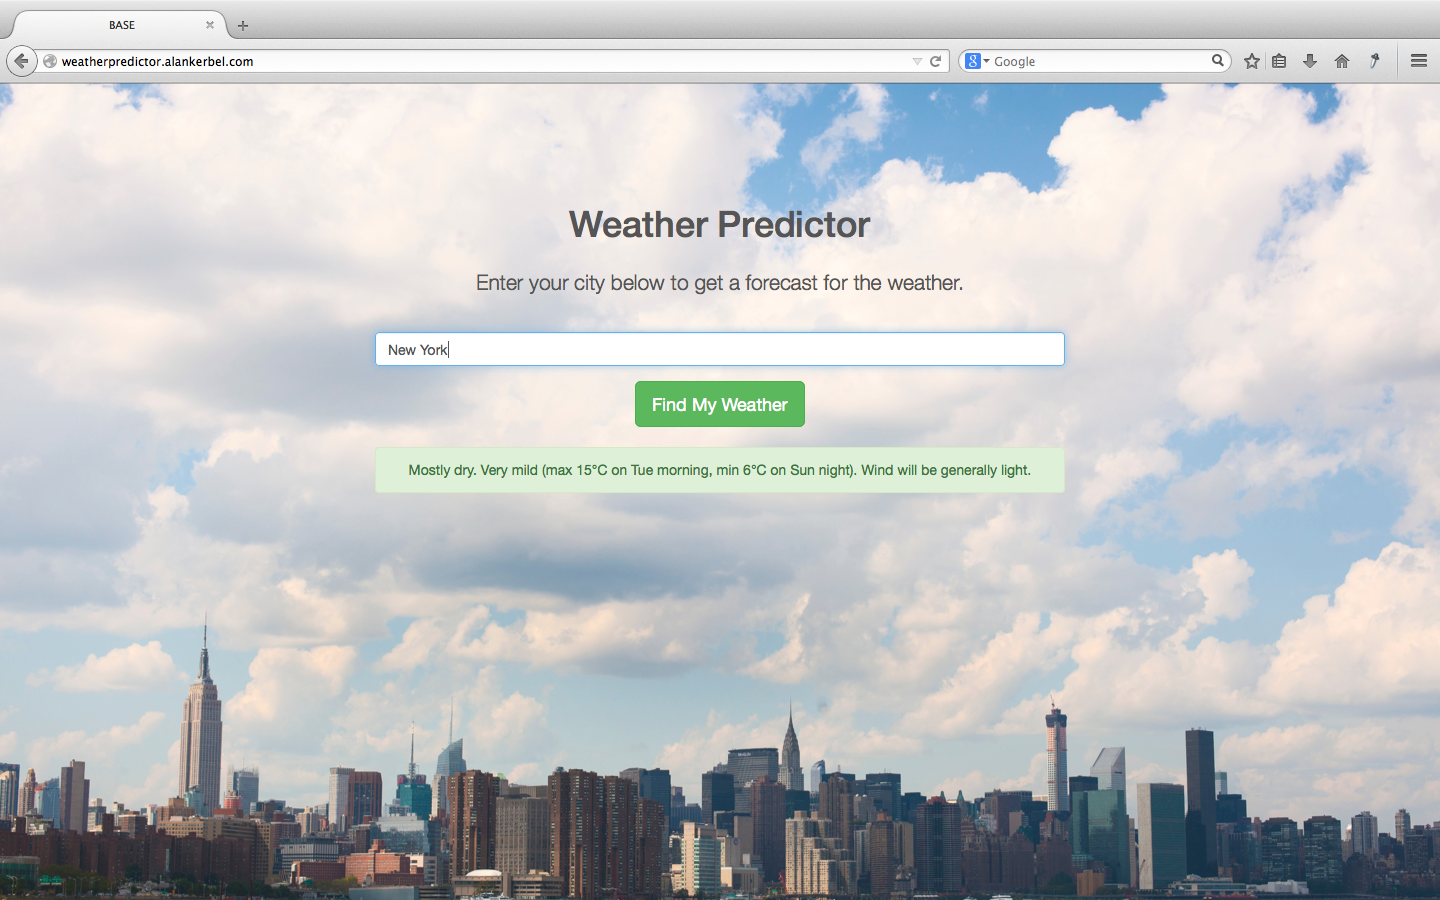 BASE
weatherpredictor.alankerbel.com
Google
Weather Predictor
Enter your city below to get a forecast for the weather.
New York
Find My Weather
Mostly dry. Very mild (max 15°C on Tue morning, min 6°C on Sun night). Wind will be generally light.